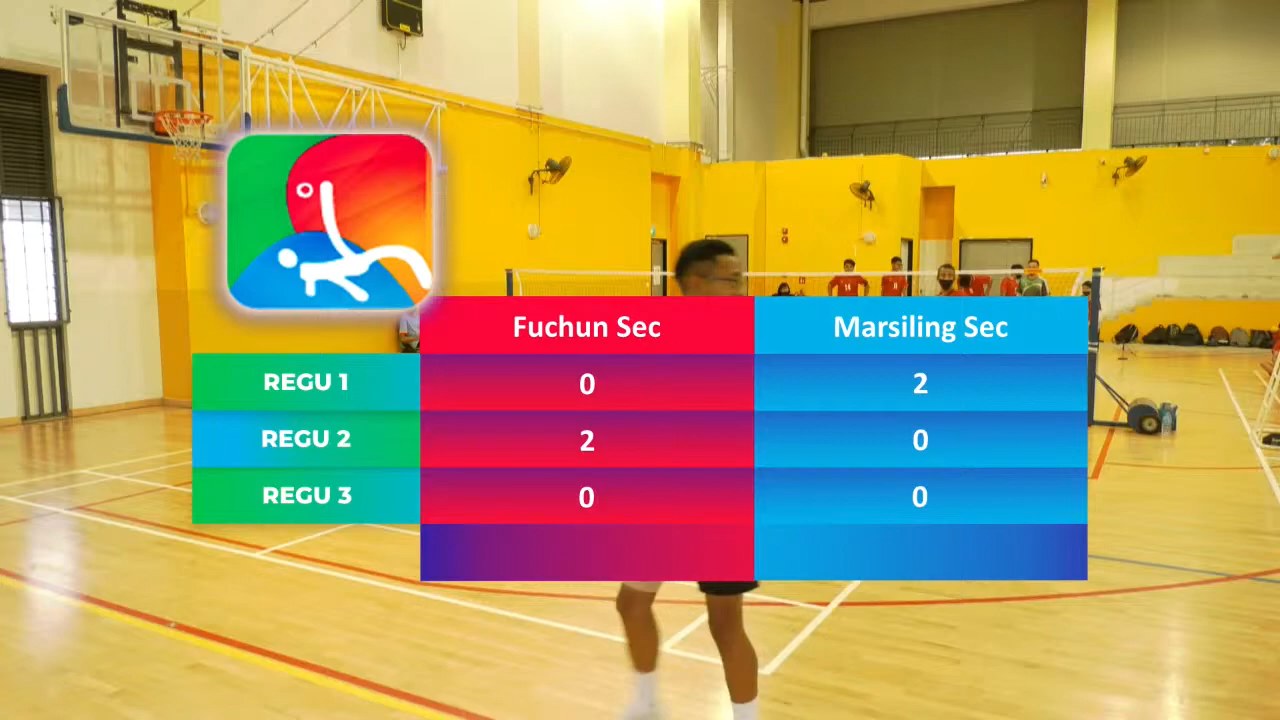 Fuchun Sec Marsiling Sec
REGU 1 0 2
REGU 2 2 0
REGU 3 0 0